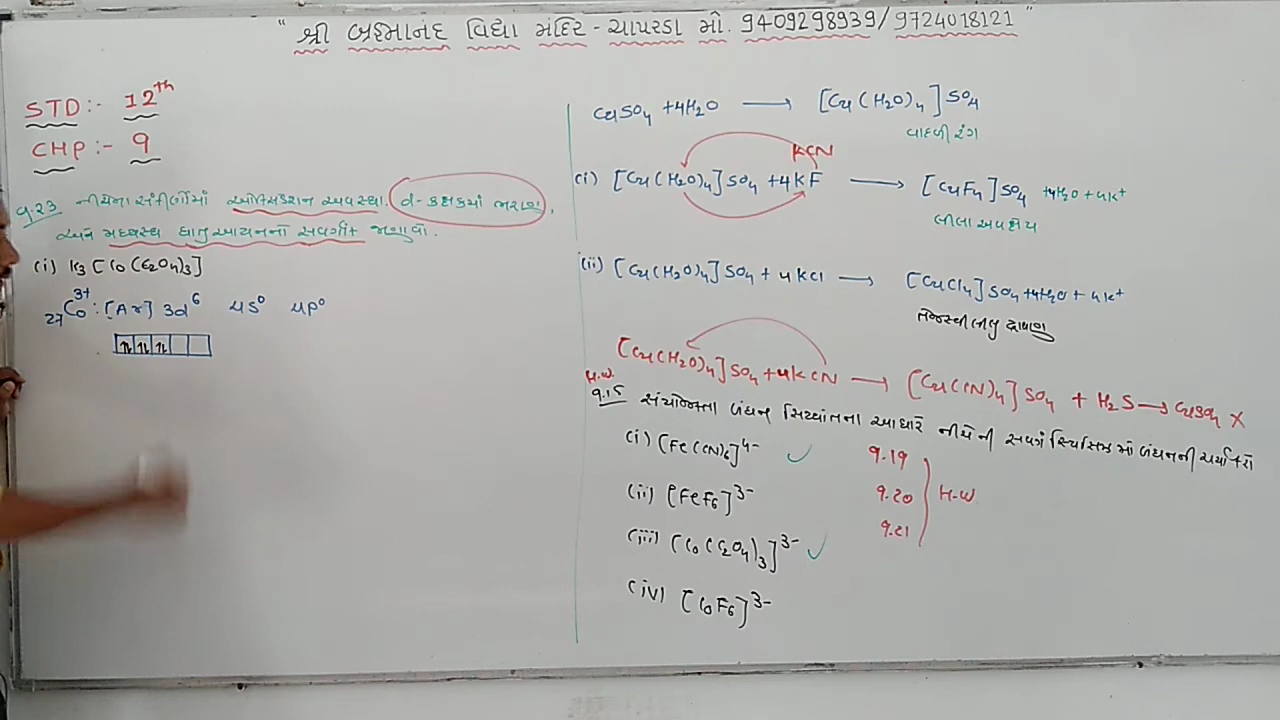 " શ્રી બ્રહ્માનંદ વિદ્યા મંદિર - ચાપરડા મો. 9409298939/9724018121 "
STD:- 12th
CHP:- 9
9.23 નીચેના સંકીર્ણોમાં ઓક્સિડેશન અવસ્થા. d-કક્ષકમાં ભરાણ,
અને મધ્યસ્થ ધાતુઆયનનો સવર્ગાંક જણાવો.
(i) K3[Co(C2O4)3]
27Co3+ : [Ar] 3d6 4s0 4p0
⥮ ⥮ ⥮
CuSO4 + 4H2O ⟶ [Cu(H2O)4]SO4
વાદળી રંગ
KCN
(i) [Cu(H2O)4]SO4 + 4KF ⟶ [CuF4]SO4 + 4H2O + 4K+
લીલા અવક્ષેપ
(ii) [Cu(H2O)4]SO4 + 4KCl ⟶ [CuCl4]SO4 + 4H2O + 4K+
તેજસ્વી લીલુ દ્રાવણ
[Cu(H2O)4]SO4 + 4KCN ⟶ [Cu(CN)4]SO4 + H2S ⟶ CuSO4 X
H.W.
9.15 સંયોજકતા બંધન સિધ્ધાંતના આધારે નીચે ની સવર્ગ સ્પિસિઝ માં બંધનની ચર્ચા કરો
(i) [Fe(CN)6]4- ✓
(ii) [FeF6]3-
(iii) [Co(C2O4)3]3- ✓
(iv) [CoF6]3-
9.19
9.20 H.W
9.21